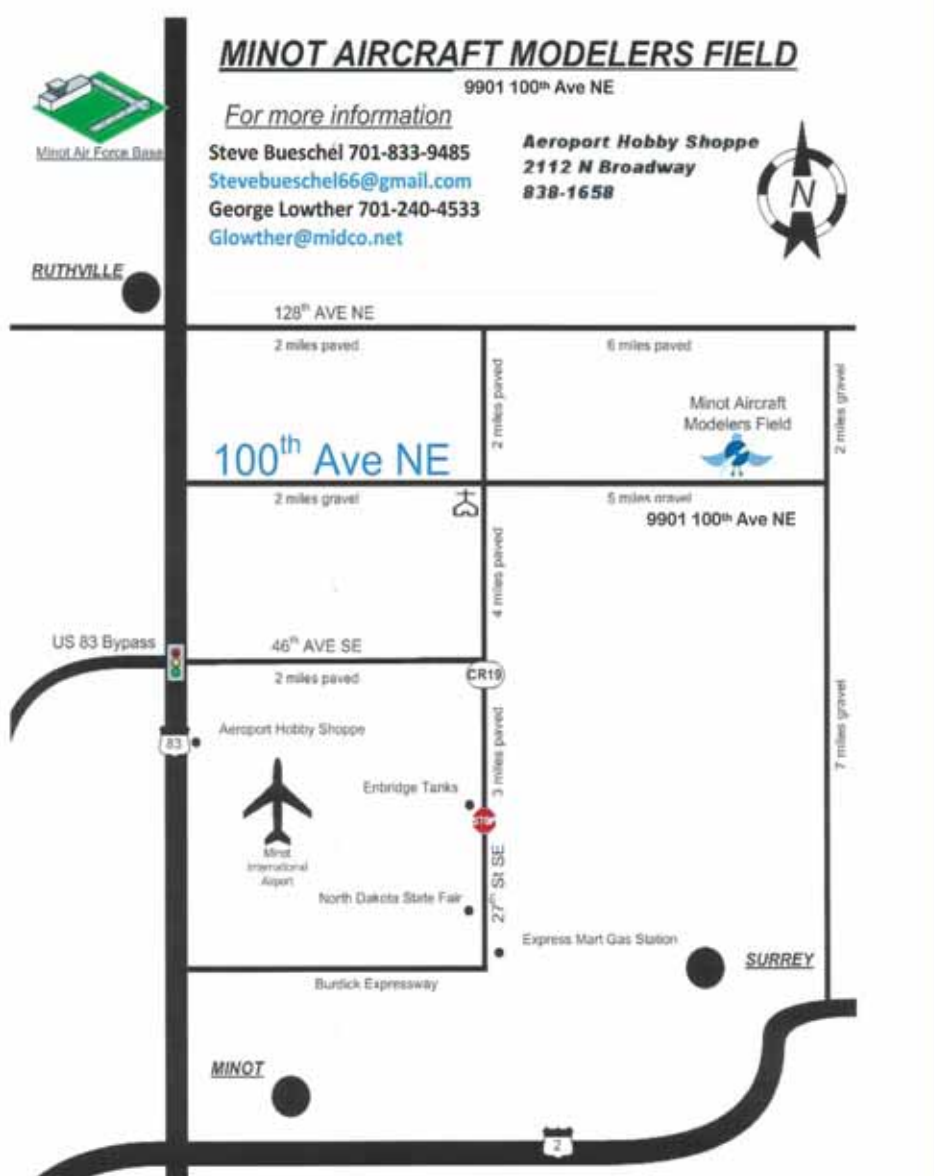 MINOT AIRCRAFT MODELERS FIELD
9901 100th Ave NE
For more information
Steve Bueschel 701-833-9485
Stevebueschel66@gmail.com
George Lowther 701-240-4533
Glowther@midco.net
Aeroport Hobby Shoppe
2112 N Broadway
838-1658
N
Minot Air Force Base
RUTHVILLE
128th AVE NE
2 miles paved
6 miles paved
2 miles paved
2 miles gravel
Minot Aircraft
Modelers Field
100th Ave NE
2 miles gravel
5 miles gravel
9901 100th Ave NE
4 miles paved
US 83 Bypass
46th AVE SE
2 miles paved
CR19
7 miles gravel
83
Aeroport Hobby Shoppe
3 miles paved
Enbridge Tanks
STOP
Minot
International
Airport
27th St SE
North Dakota State Fair
Express Mart Gas Station
SURREY
Burdick Expressway
MINOT
2